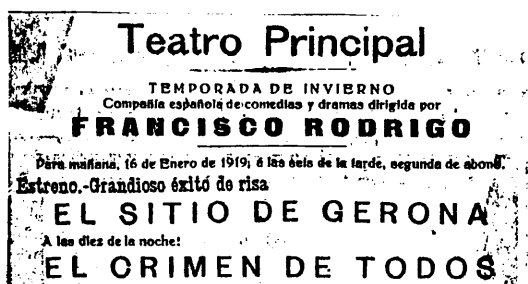 Teatro Principal
TEMPORADA DE INVIERNO
Compañía española de comedias y dramas dirigida por
FRANCISCO RODRIGO
Para mañana, 16 de Enero de 1919, á las seis de la tarde, segunda de abono.
Estreno.-Grandioso éxito de risa
EL SITIO DE GERONA
A las diez de la noche!
EL CRIMEN DE TODOS